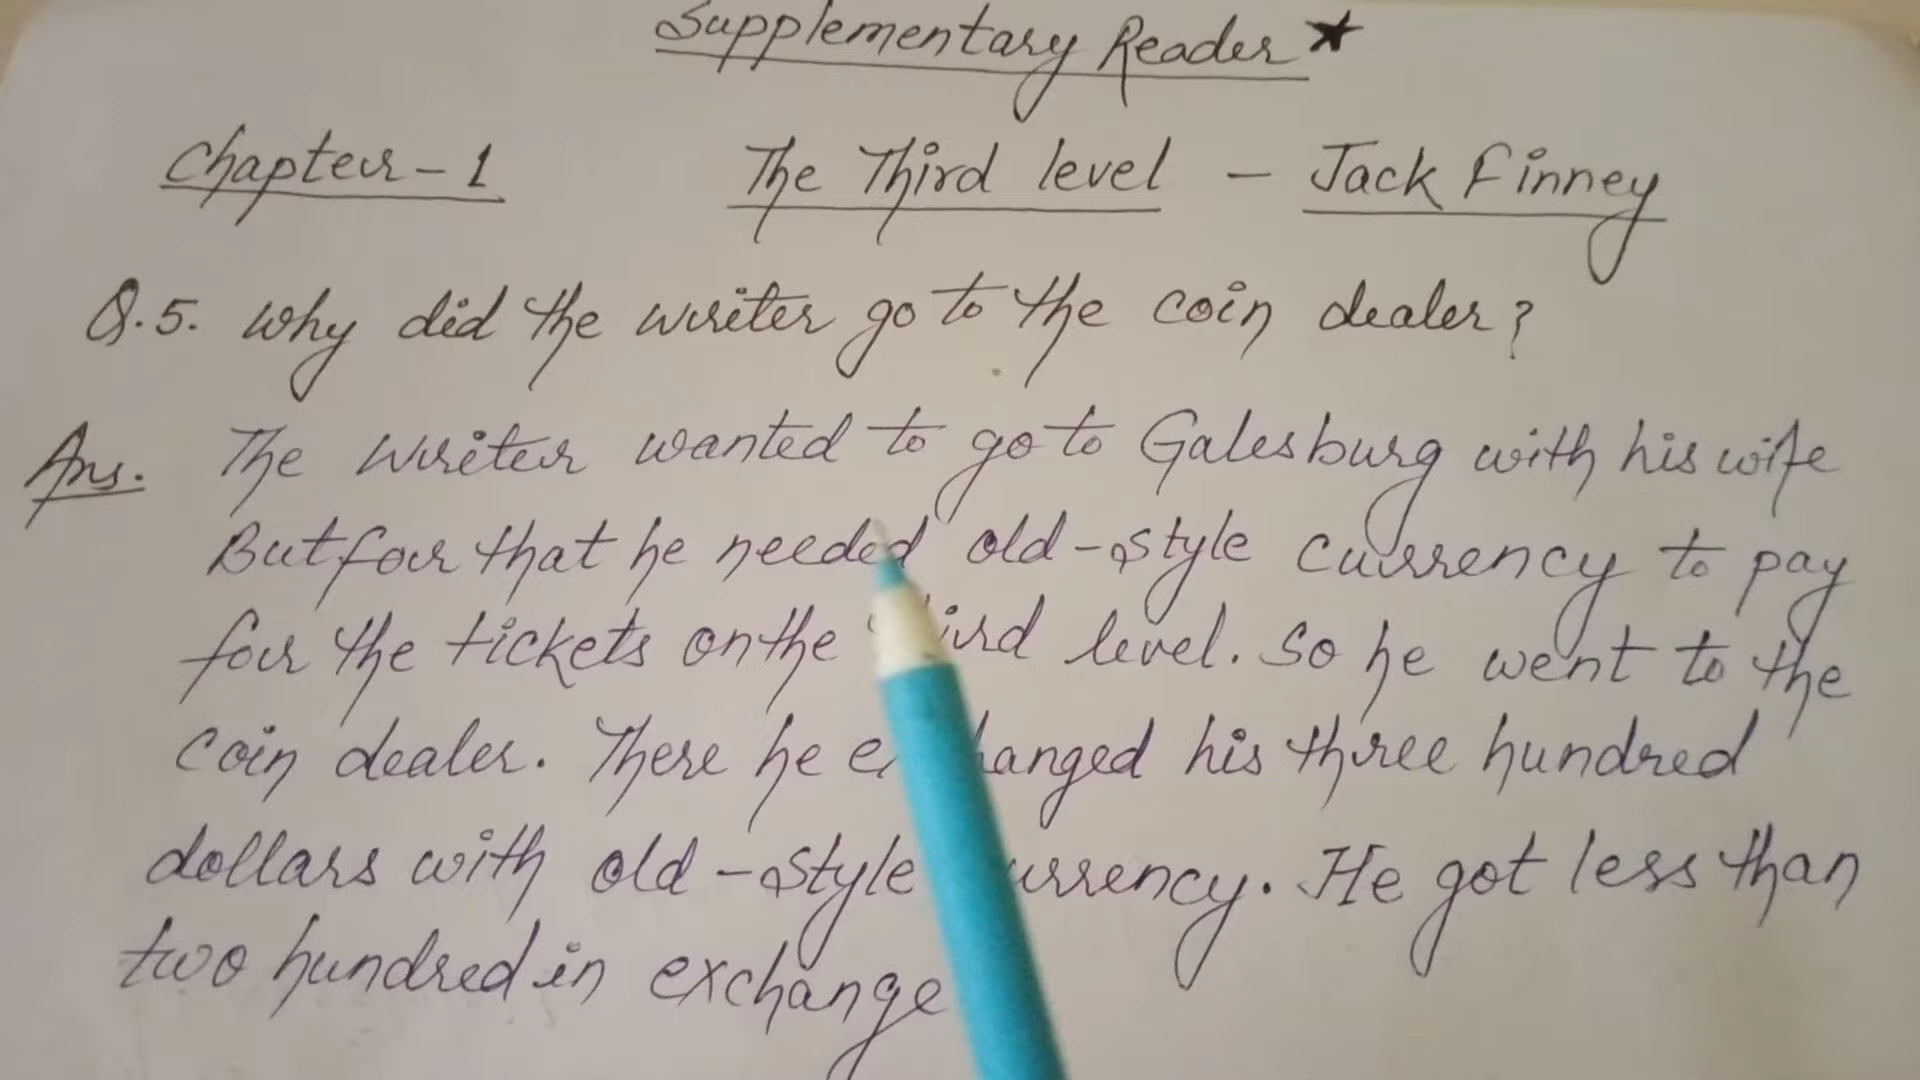 Supplementary Reader ★
Chapter - 1 The Third level - Jack Finney
Q.5. Why did the writer go to the coin dealer?
Ans. The writer wanted to go to Galesburg with his wife
But for that he needed old-style currency to pay
for the tickets on the level. So he went to the
coin dealer. There he his three hundred
dollars with old-style He got less than
two hundred in exchange